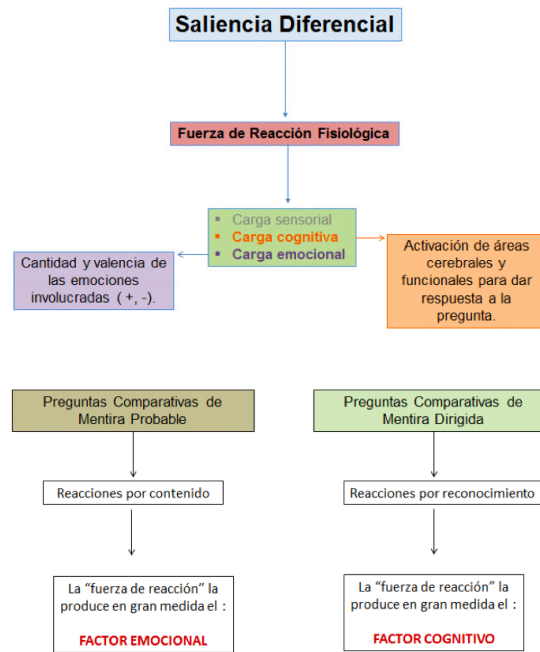 Saliencia Diferencial
Fuerza de Reacción Fisiológica
▪ Carga sensorial
▪ Carga cognitiva
▪ Carga emocional
Cantidad y valencia de
las emociones
involucradas ( +, -).
Activación de áreas
cerebrales y
funcionales para dar
respuesta a la
pregunta.
Preguntas Comparativas de
Mentira Probable
Reacciones por contenido
La “fuerza de reacción” la
produce en gran medida el :
FACTOR EMOCIONAL
Preguntas Comparativas de
Mentira Dirigida
Reacciones por reconocimiento
La “fuerza de reacción” la
produce en gran medida el :
FACTOR COGNITIVO